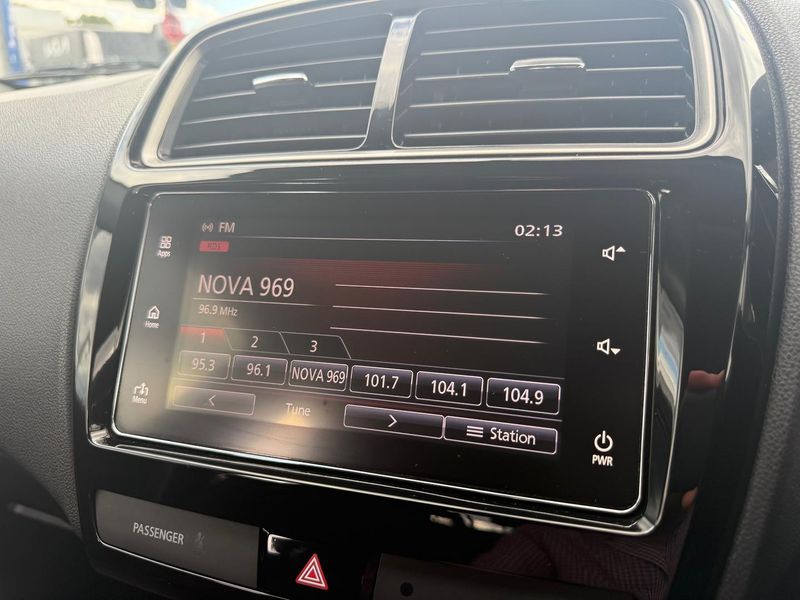 FM
02:13
RDS
Apps
NOVA 969
96.9 MHz
Home
1 2 3
95.3 96.1 NOVA 969 101.7 104.1 104.9
Menu
< Tune > Station
PWR
PASSENGER